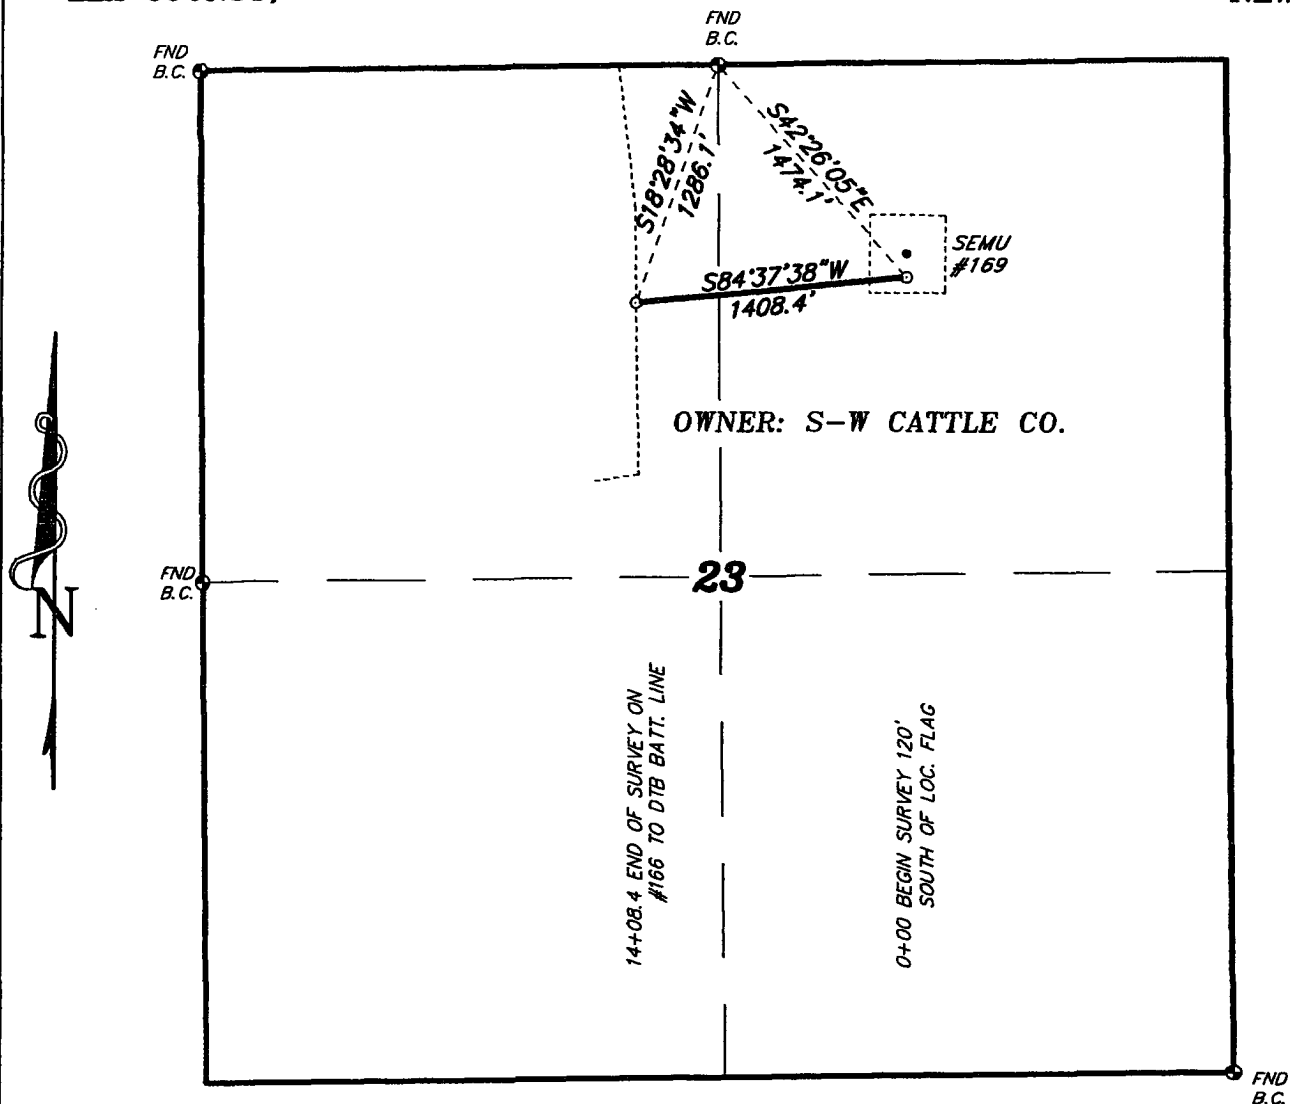 FND
B.C.
FND
B.C.
S18°28'34"W
1286.1'
S42°26'05"E
1474.1'
SEMU
#169
S84°37'38"W
1408.4'
OWNER: S-W CATTLE CO.
N
FND
B.C.
23
14+08.4 END OF SURVEY ON
#166 TO DTB BATT. LINE
0+00 BEGIN SURVEY 120'
SOUTH OF LOC. FLAG
FND
B.C.